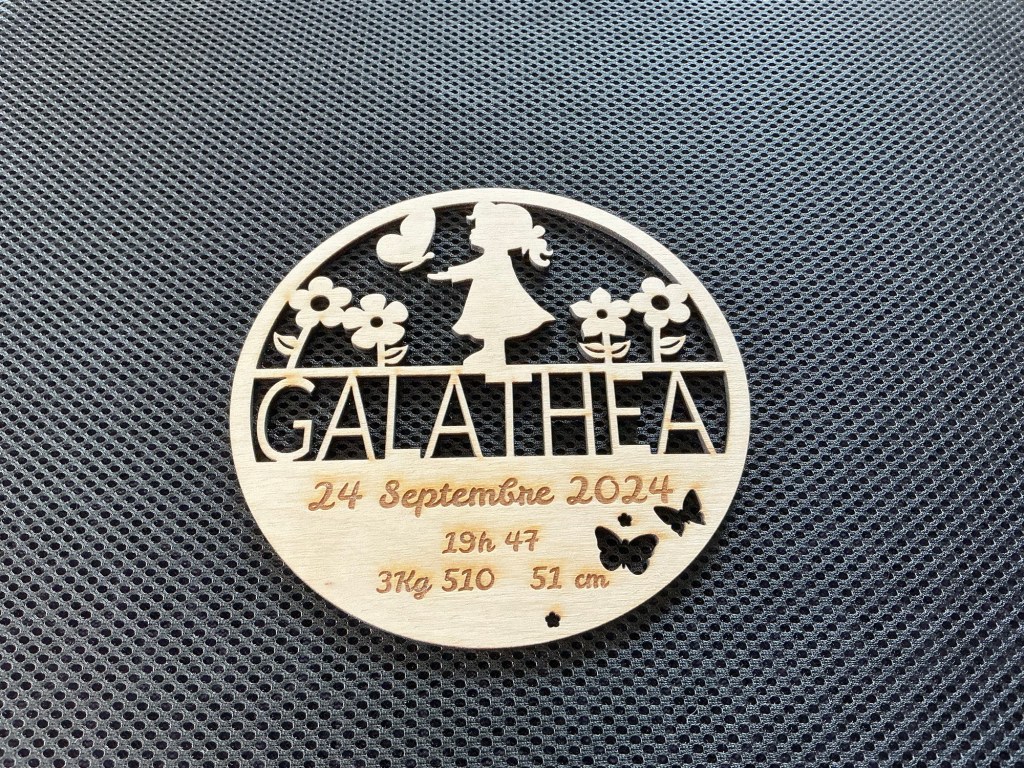 GALATHEA
24 Septembre 2024
19h 47
3Kg 510 51 cm